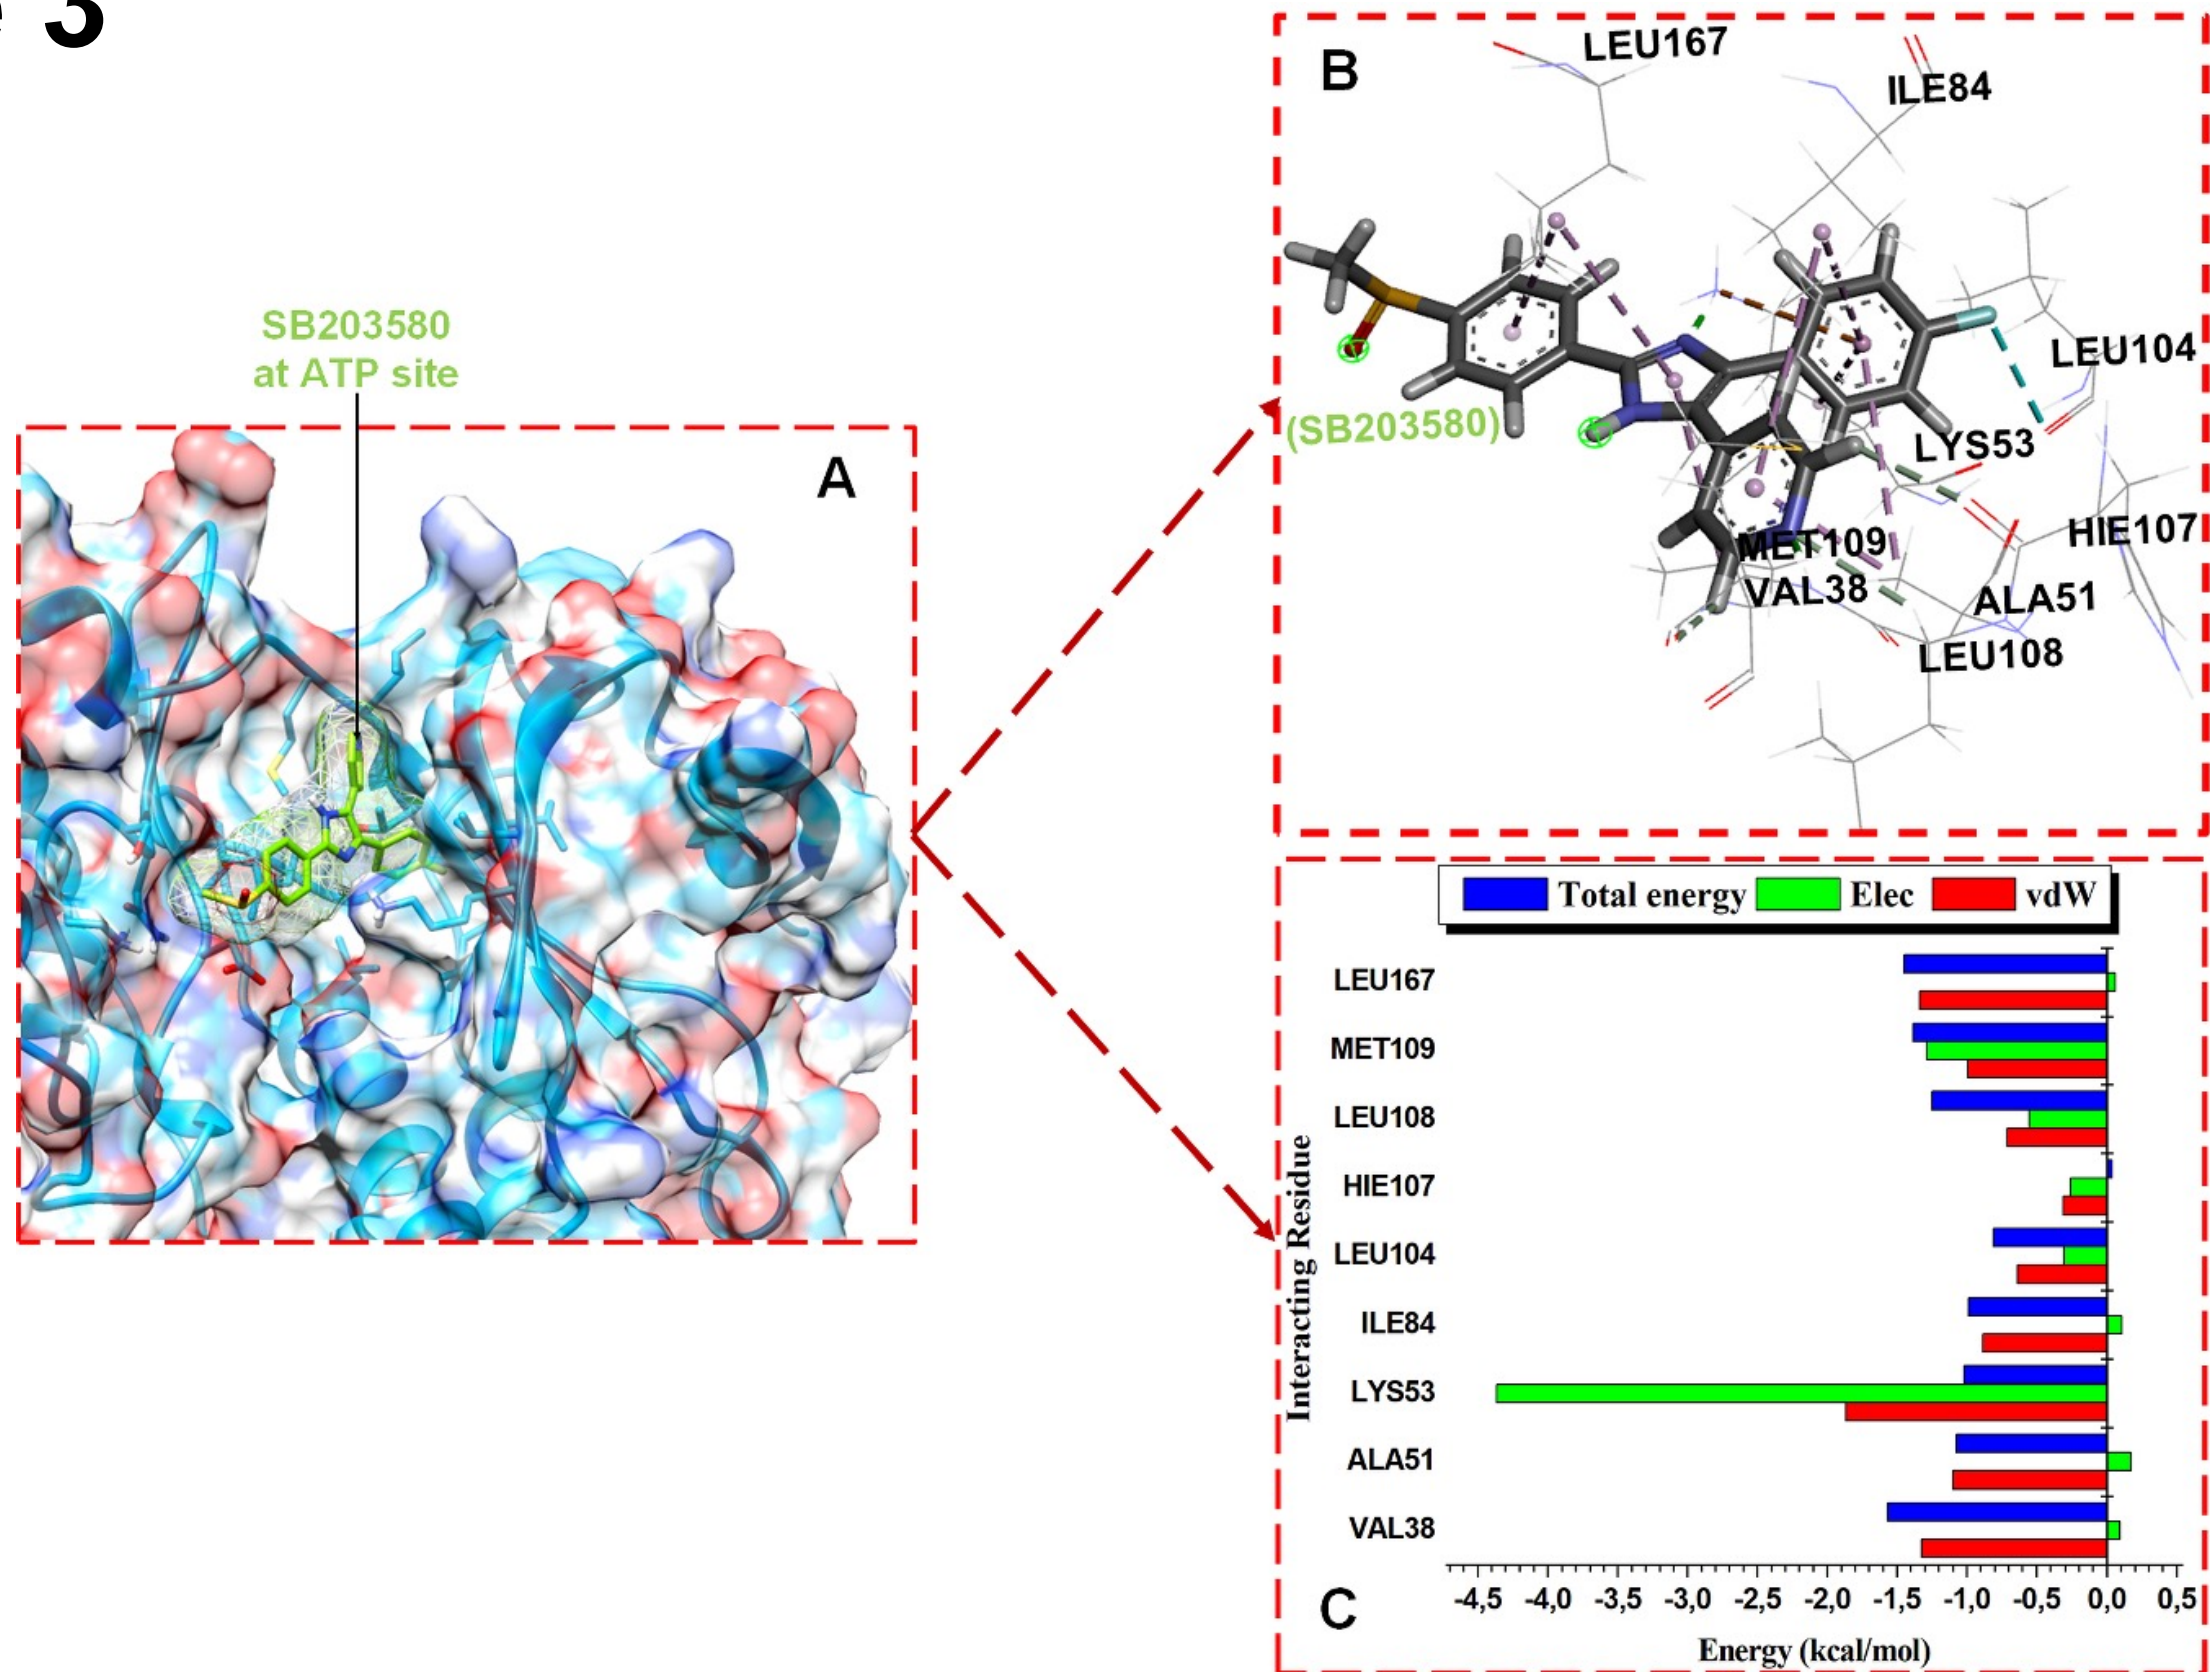 3
SB203580
at ATP site
A
B
LEU167
ILE84
LEU104
(SB203580)
LYS53
HIE107
MET109
VAL38
ALA51
LEU108
Total energy Elec vdW
LEU167
MET109
LEU108
HIE107
LEU104
ILE84
LYS53
ALA51
VAL38
Interacting Residue
-4,5 -4,0 -3,5 -3,0 -2,5 -2,0 -1,5 -1,0 -0,5 0,0 0,5
C
Energy (kcal/mol)